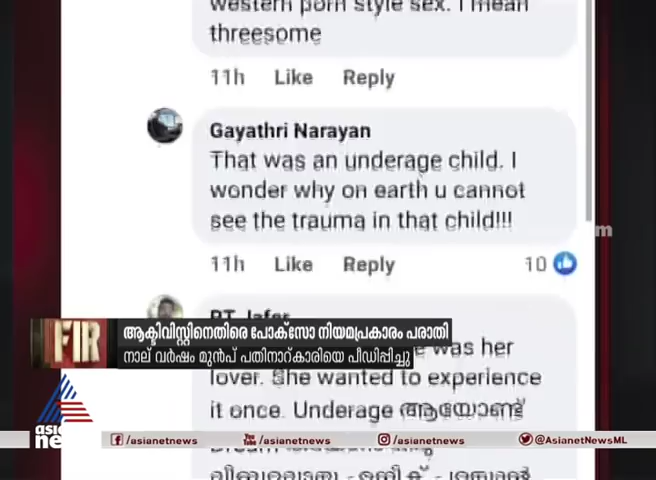 western porn style sex. I mean
threesome
11h Like Reply
Gayathri Narayan
That was an underage child. I
wonder why on earth u cannot
see the trauma in that child!!!
11h Like Reply 10
FIR
ആക്ടിവിസ്റ്റിനെതിരെ പോക്സോ നിയമപ്രകാരം പരാതി
നാല് വർഷം മുൻപ് പതിനാറ്കാരിയെ പീഡിപ്പിച്ചു
was her
lover. She wanted to experience
it once. Underage ആയോണ്ട്
/asianetnews /asianetnews /asianetnews @AsianetNewsML